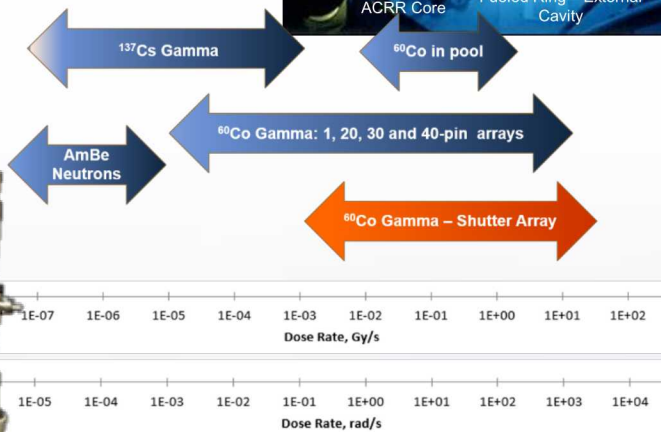 ACRR Core
Cavity
¹³⁷Cs Gamma
⁶⁰Co in pool
⁶⁰Co Gamma: 1, 20, 30 and 40-pin arrays
AmBe
Neutrons
⁶⁰Co Gamma – Shutter Array
1E-07 1E-06 1E-05 1E-04 1E-03 1E-02 1E-01 1E+00 1E+01 1E+02
Dose Rate, Gy/s
1E-05 1E-04 1E-03 1E-02 1E-01 1E+00 1E+01 1E+02 1E+03 1E+04
Dose Rate, rad/s